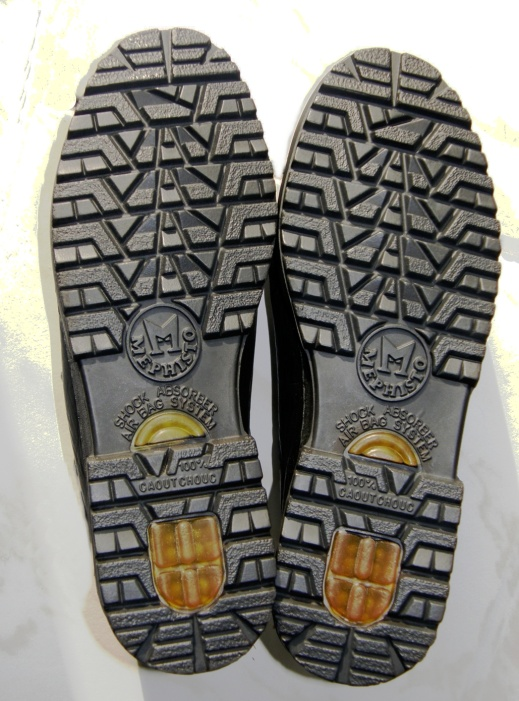 M
MEPHISTO
SHOCK ABSORBER
AIR BAG SYSTEM
100%
CAOUTCHOUC
M
MEPHISTO
SHOCK ABSORBER
AIR BAG SYSTEM
100%
CAOUTCHOUC